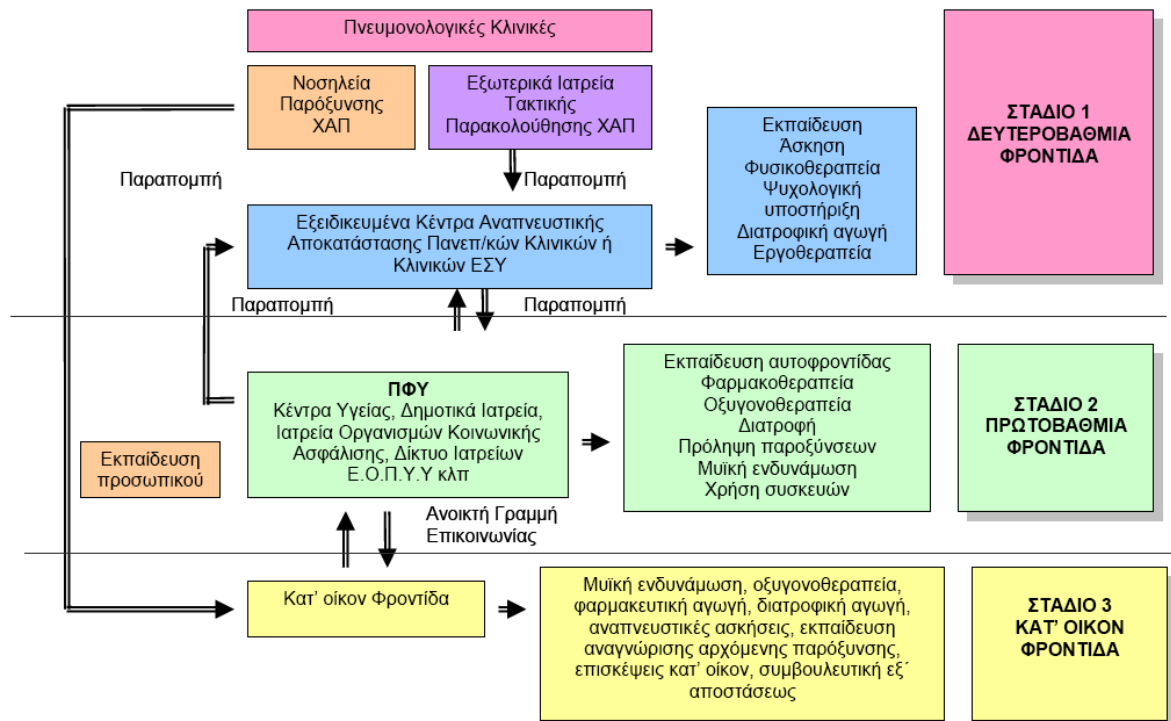 Πνευμονολογικές Κλινικές
Νοσηλεία
Παρόξυνσης
ΧΑΠ
Εξωτερικά Ιατρεία
Τακτικής
Παρακολούθησης ΧΑΠ
Παραπομπή
Παραπομπή
Εξειδικευμένα Κέντρα Αναπνευστικής
Αποκατάστασης Πανεπ/κών Κλινικών ή
Κλινικών ΕΣΥ
Εκπαίδευση
Άσκηση
Φυσικοθεραπεία
Ψυχολογική
υποστήριξη
Διατροφική αγωγή
Εργοθεραπεία
ΣΤΑΔΙΟ 1
ΔΕΥΤΕΡΟΒΑΘΜΙΑ
ΦΡΟΝΤΙΔΑ
Παραπομπή
Παραπομπή
ΠΦΥ
Κέντρα Υγείας, Δημοτικά Ιατρεία,
Ιατρεία Οργανισμών Κοινωνικής
Ασφάλισης, Δίκτυο Ιατρείων
Ε.Ο.Π.Υ.Υ κλπ
Εκπαίδευση αυτοφροντίδας
Φαρμακοθεραπεία
Οξυγονοθεραπεία
Διατροφή
Πρόληψη παροξύνσεων
Μυϊκή ενδυνάμωση
Χρήση συσκευών
ΣΤΑΔΙΟ 2
ΠΡΩΤΟΒΑΘΜΙΑ
ΦΡΟΝΤΙΔΑ
Εκπαίδευση
προσωπικού
Ανοικτή Γραμμή
Επικοινωνίας
Κατ’ οίκον Φροντίδα
Μυϊκή ενδυνάμωση, οξυγονοθεραπεία,
φαρμακευτική αγωγή, διατροφική αγωγή,
αναπνευστικές ασκήσεις, εκπαίδευση
αναγνώρισης αρχόμενης παρόξυνσης,
επισκέψεις κατ’ οίκον, συμβουλευτική εξ΄
αποστάσεως
ΣΤΑΔΙΟ 3
ΚΑΤ’ ΟΙΚΟΝ
ΦΡΟΝΤΙΔΑ